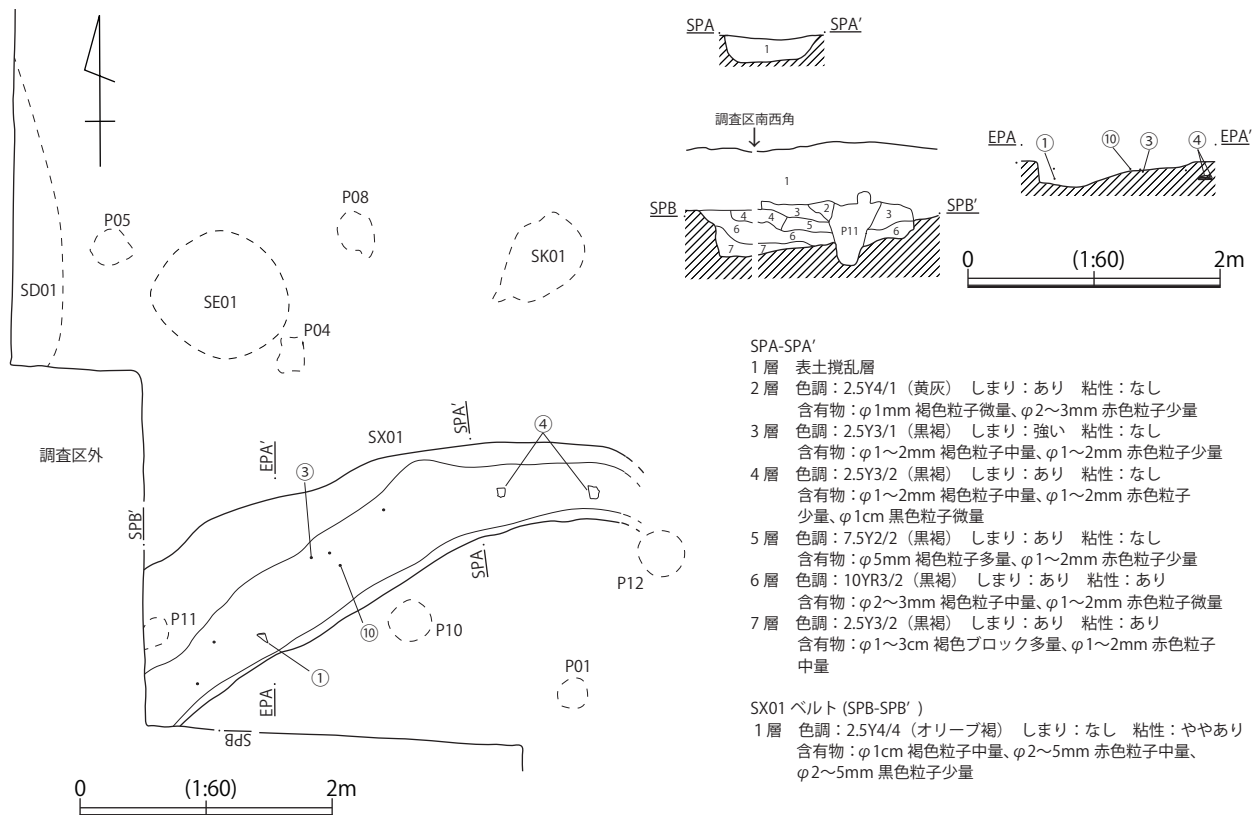 SPA
SPA'
1
調査区南西角
1
SPB
SPB'
4
4
3
2
3
6
5
6
6
7
7
P11
EPA
EPA'
①
⑩
③
④
0
(1:60)
2m
P05
P08
SK01
SD01
SE01
P04
調査区外
SX01
SPA'
EPA'
③
④
SPB'
SPA
P12
P11
P10
⑩
①
P01
EPA
SPB
0
(1:60)
2m
SPA-SPA'
1層 表土撹乱層
2層 色調:2.5Y4/1(黄灰) しまり:あり 粘性:なし
含有物:φ1mm 褐色粒子微量、φ2〜3mm 赤色粒子少量
3層 色調:2.5Y3/1(黒褐) しまり:強い 粘性:なし
含有物:φ1〜2mm 褐色粒子中量、φ1〜2mm 赤色粒子少量
4層 色調:2.5Y3/2(黒褐) しまり:あり 粘性:なし
含有物:φ1〜2mm 褐色粒子中量、φ1〜2mm 赤色粒子
少量、φ1cm 黒色粒子微量
5層 色調:7.5Y2/2(黒褐) しまり:あり 粘性:なし
含有物:φ5mm 褐色粒子多量、φ1〜2mm 赤色粒子少量
6層 色調:10YR3/2(黒褐) しまり:あり 粘性:あり
含有物:φ2〜3mm 褐色粒子中量、φ1〜2mm 赤色粒子微量
7層 色調:2.5Y3/2(黒褐) しまり:あり 粘性:あり
含有物:φ1〜3cm 褐色ブロック多量、φ1〜2mm 赤色粒子
中量
SX01 ベルト (SPB-SPB')
1層 色調:2.5Y4/4(オリーブ褐) しまり:なし 粘性:ややあり
含有物:φ1cm 褐色粒子中量、φ2〜5mm 赤色粒子中量、
φ2〜5mm 黒色粒子少量